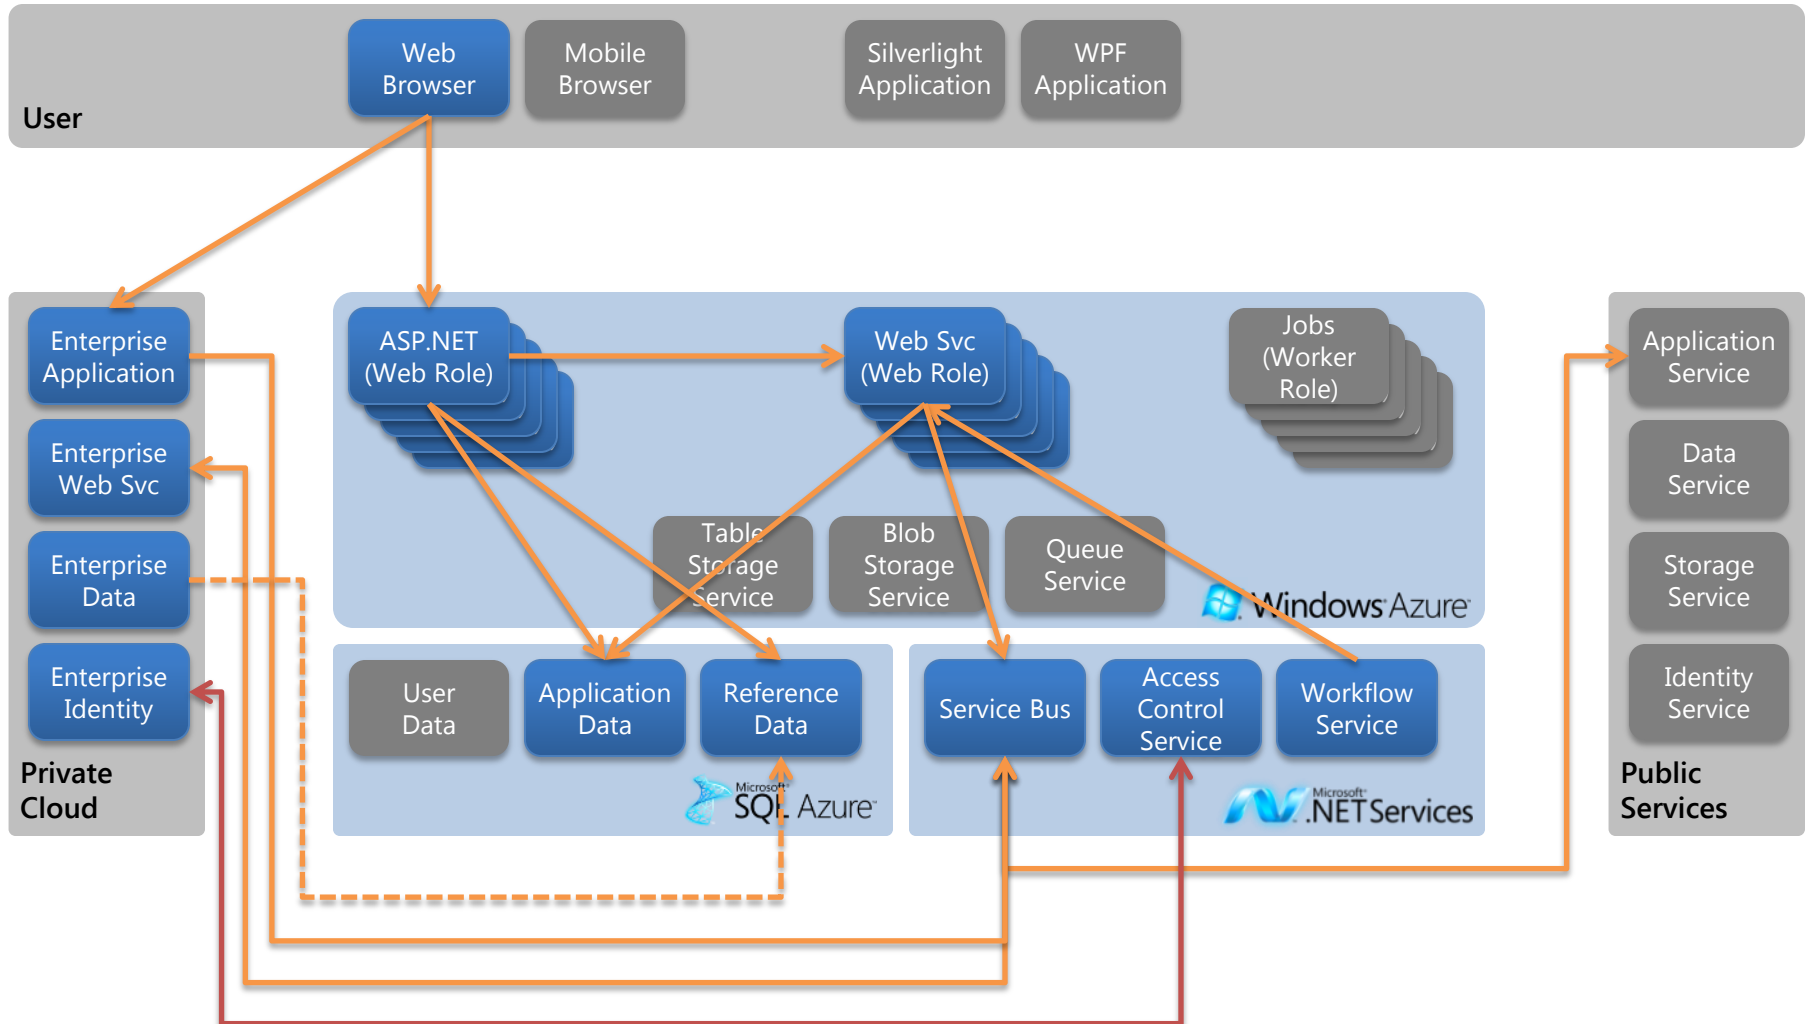 Web
Browser
Mobile
Browser
Silverlight
Application
WPF
Application
User
Enterprise
Application
Enterprise
Web Svc
Enterprise
Data
Enterprise
Identity
Private
Cloud
ASP.NET
(Web Role)
Web Svc
(Web Role)
Jobs
(Worker
Role)
Table
Storage
Service
Blob
Storage
Service
Queue
Service
Windows Azure™
User
Data
Application
Data
Reference
Data
Microsoft®
SQL Azure™
Service Bus
Access
Control
Service
Workflow
Service
Microsoft®
.NET Services
Application
Service
Data
Service
Storage
Service
Identity
Service
Public
Services